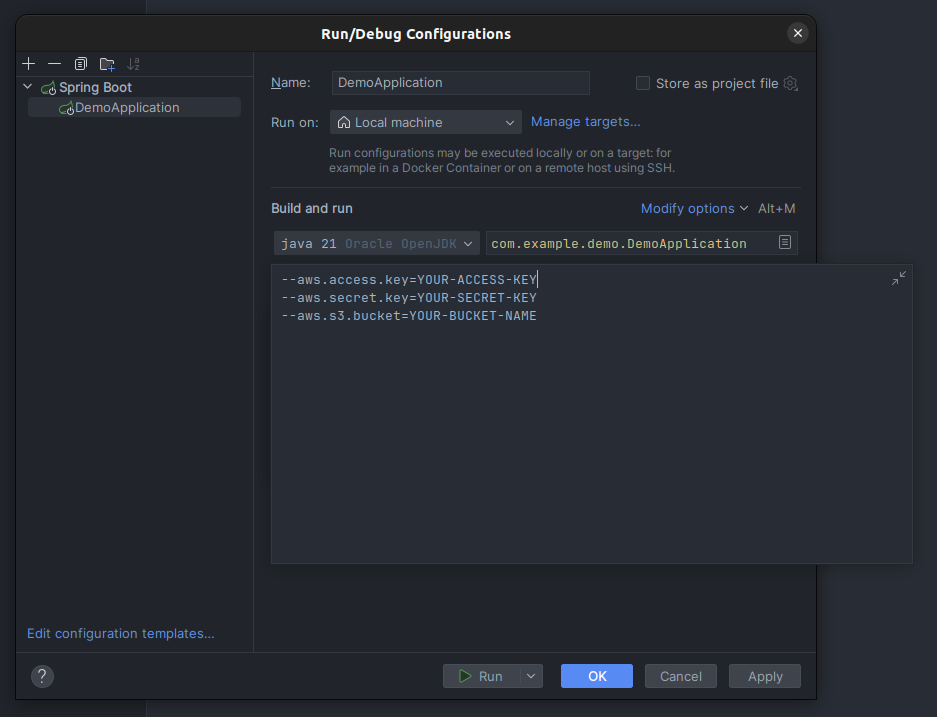 Run/Debug Configurations
Spring Boot
DemoApplication
Name: DemoApplication Store as project file
Run on: Local machine Manage targets...
Run configurations may be executed locally or on a target: for
example in a Docker Container or on a remote host using SSH.
Build and run Modify options Alt+M
java 21 Oracle OpenJDK com.example.demo.DemoApplication
--aws.access.key=YOUR-ACCESS-KEY
--aws.secret.key=YOUR-SECRET-KEY
--aws.s3.bucket=YOUR-BUCKET-NAME
Edit configuration templates...
? Run OK Cancel Apply